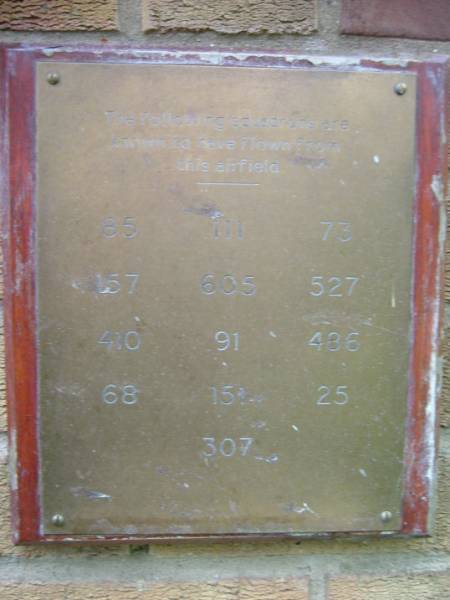 The following squadrons are
known to have flown from
this airfield
85 111 73
157 605 527
410 91 486
68 151 25
307